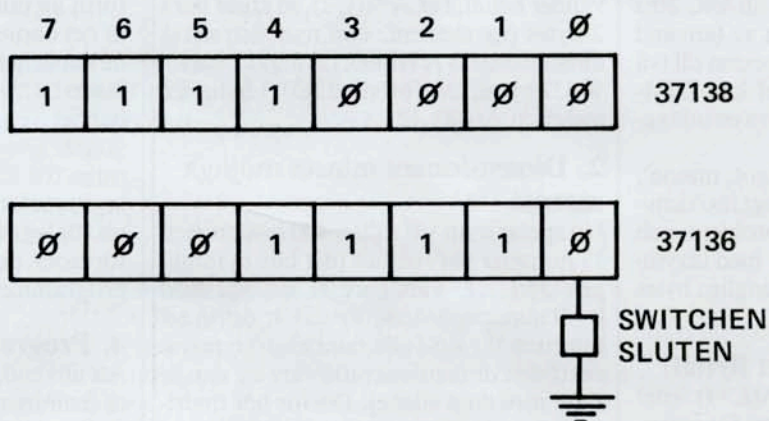 7 6 5 4 3 2 1 Ø
1 1 1 1 Ø Ø Ø Ø 37138
Ø Ø Ø 1 1 1 1 Ø 37136
SWITCHEN
SLUTEN